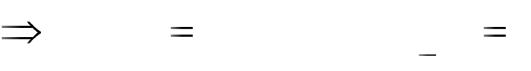 ⇒ = _ =